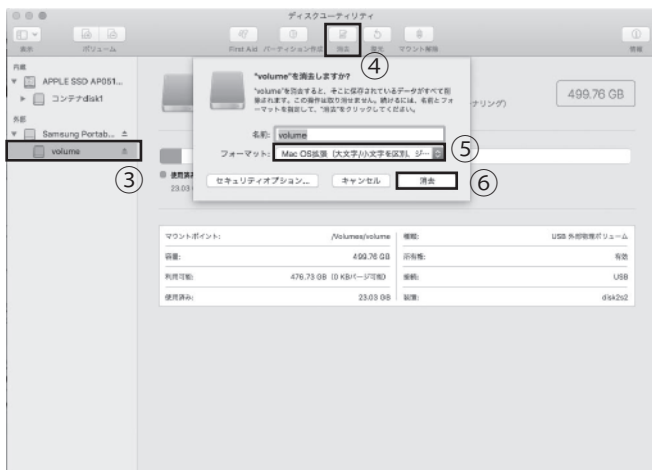 ディスクユーティリティ
表示
ボリューム
First Aid
パーティション作成
消去
復元
マウント解除
情報
④
内蔵
APPLE SSD AP051...
コンテナdisk1
外部
Samsung Portab...
volume
③
"volume"を消去しますか?
"volume"を消去すると、そこに保存されているデータがすべて削
除されます。この操作は取り消せません。続けるには、名前とフォ
ーマットを指定して、"消去"をクリックしてください。
名前: volume
フォーマット: Mac OS拡張 (大文字/小文字を区別、ジ…
⑤
セキュリティオプション...
キャンセル
消去
⑥
ナリング)
499.76 GB
使用済み
23.03
マウントポイント: /Volumes/volume
種類: USB 外部物理ボリューム
容量: 499.76 GB
所有権: 有効
利用可能: 476.73 GB (0 KBパージ可能)
接続: USB
使用済み: 23.03 GB
装置: disk2s2